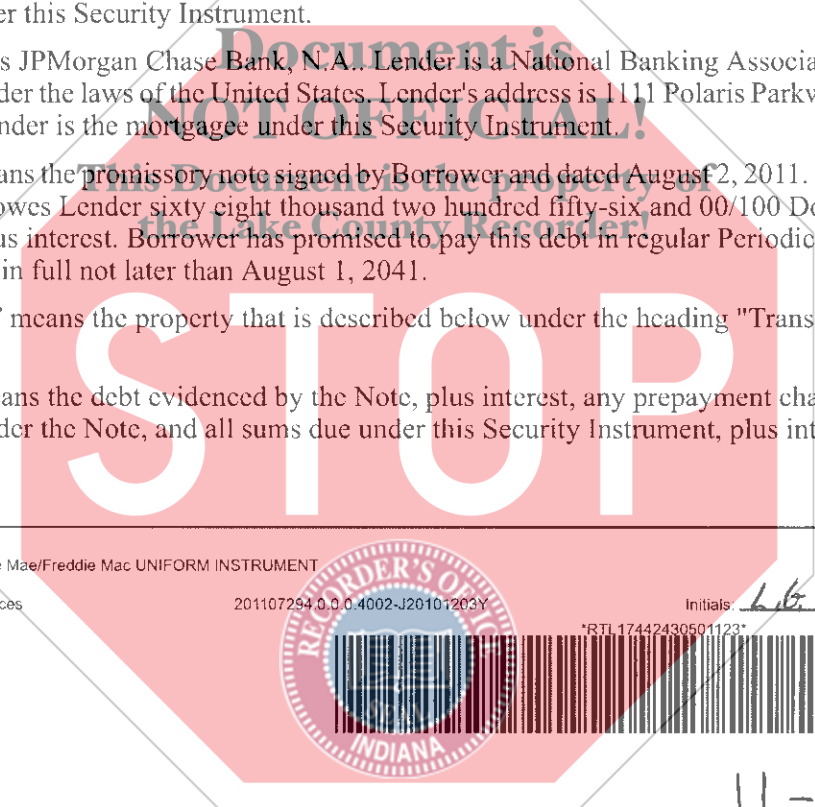 er this Security Instrument.
Document is
s JPMorgan Chase Bank, N.A.. Lender is a National Banking Associa
der the laws of the United States. Lender's address is 1111 Polaris Parkw
NOT OFFICIAL!
nder is the mortgagee under this Security Instrument.
ans the promissory note signed by Borrower and dated August 2, 2011.
This Document is the property of
owes Lender sixty eight thousand two hundred fifty-six and 00/100 Do
the Lake County Recorder!
us interest. Borrower has promised to pay this debt in regular Periodic
in full not later than August 1, 2041.
" means the property that is described below under the heading "Trans
ans the debt evidenced by the Note, plus interest, any prepayment cha
der the Note, and all sums due under this Security Instrument, plus int
STOP
e Mae/Freddie Mac UNIFORM INSTRUMENT
ces 201107294.0.0.0.4002-J20101203Y Initials: L.G.
*RTL17442430501123*
RECORDER'S OFFICE
SEAL
INDIANA
11 -